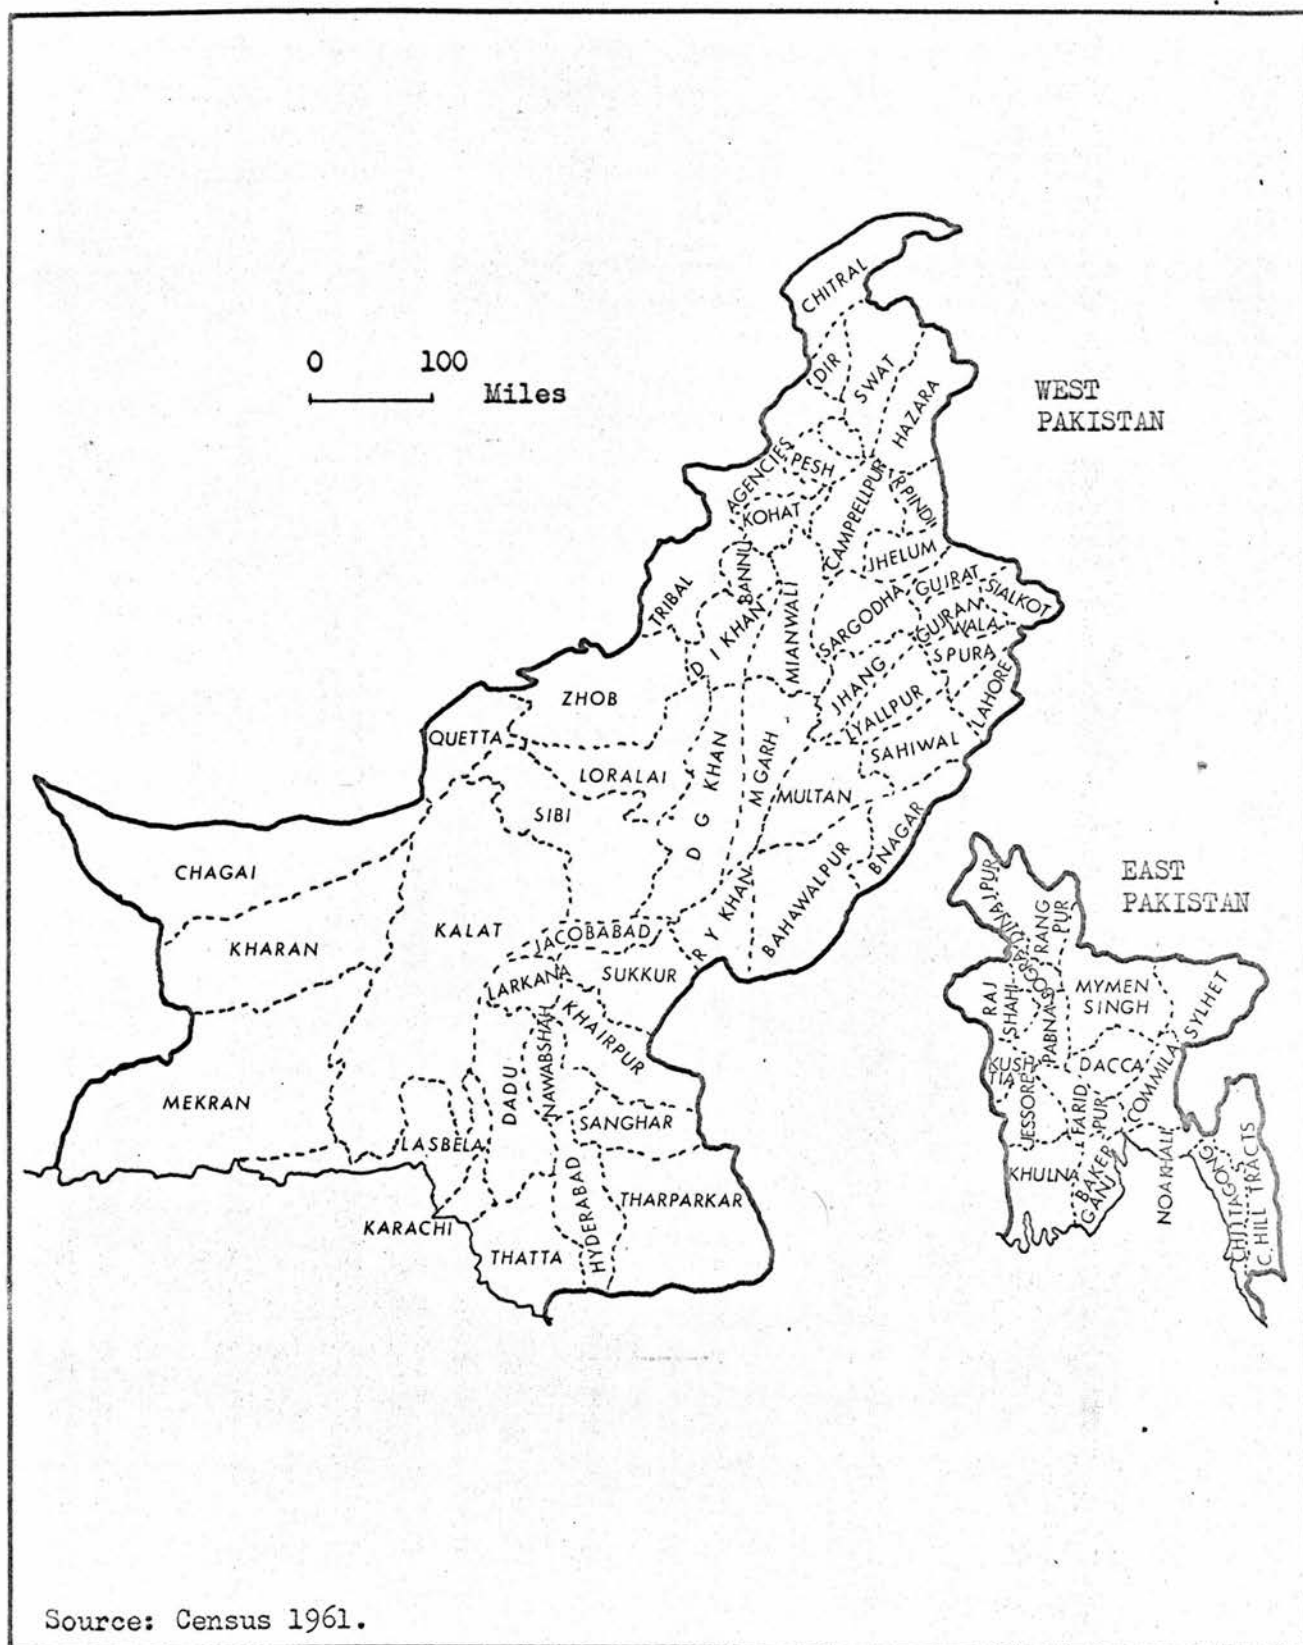 CHITRAL
0 100
Miles
DIR
SWAT
HAZARA
WEST
PAKISTAN
AGENCIES
PESH
KOHAT
CAMPBELLPUR
RPINDI
JHELUM
BANNU
TRIBAL
D I KHAN
MIANWALI
SARGODHA
GUJRAT
SIALKOT
GUJRAN
WALA
SPURA
LAHORE
JHANG
LYALLPUR
SAHIWAL
ZHOB
QUETTA
LORALAI
SIBI
D G KHAN
M GARH
MULTAN
BNAGAR
BAHAWALPUR
R Y KHAN
CHAGAI
KHARAN
KALAT
JACOBABAD
LARKANA
SUKKUR
KHAIRPUR
NAWABSHAH
DADU
SANGHAR
MEKRAN
LASBELA
KARACHI
THATTA
HYDERABAD
THARPARKAR
EAST
PAKISTAN
DINAJPUR
RANG
PUR
BOGRA
RAJ
SHAHI
PABNA
MYMEN
SINGH
SYLHET
KUSH
TIA
JESSORE
FARID
PUR
DACCA
COMMILA
KHULNA
BAKER
GANJ
NOAKHALI
CHITTAGONG
C. HILL TRACTS
Source: Census 1961.